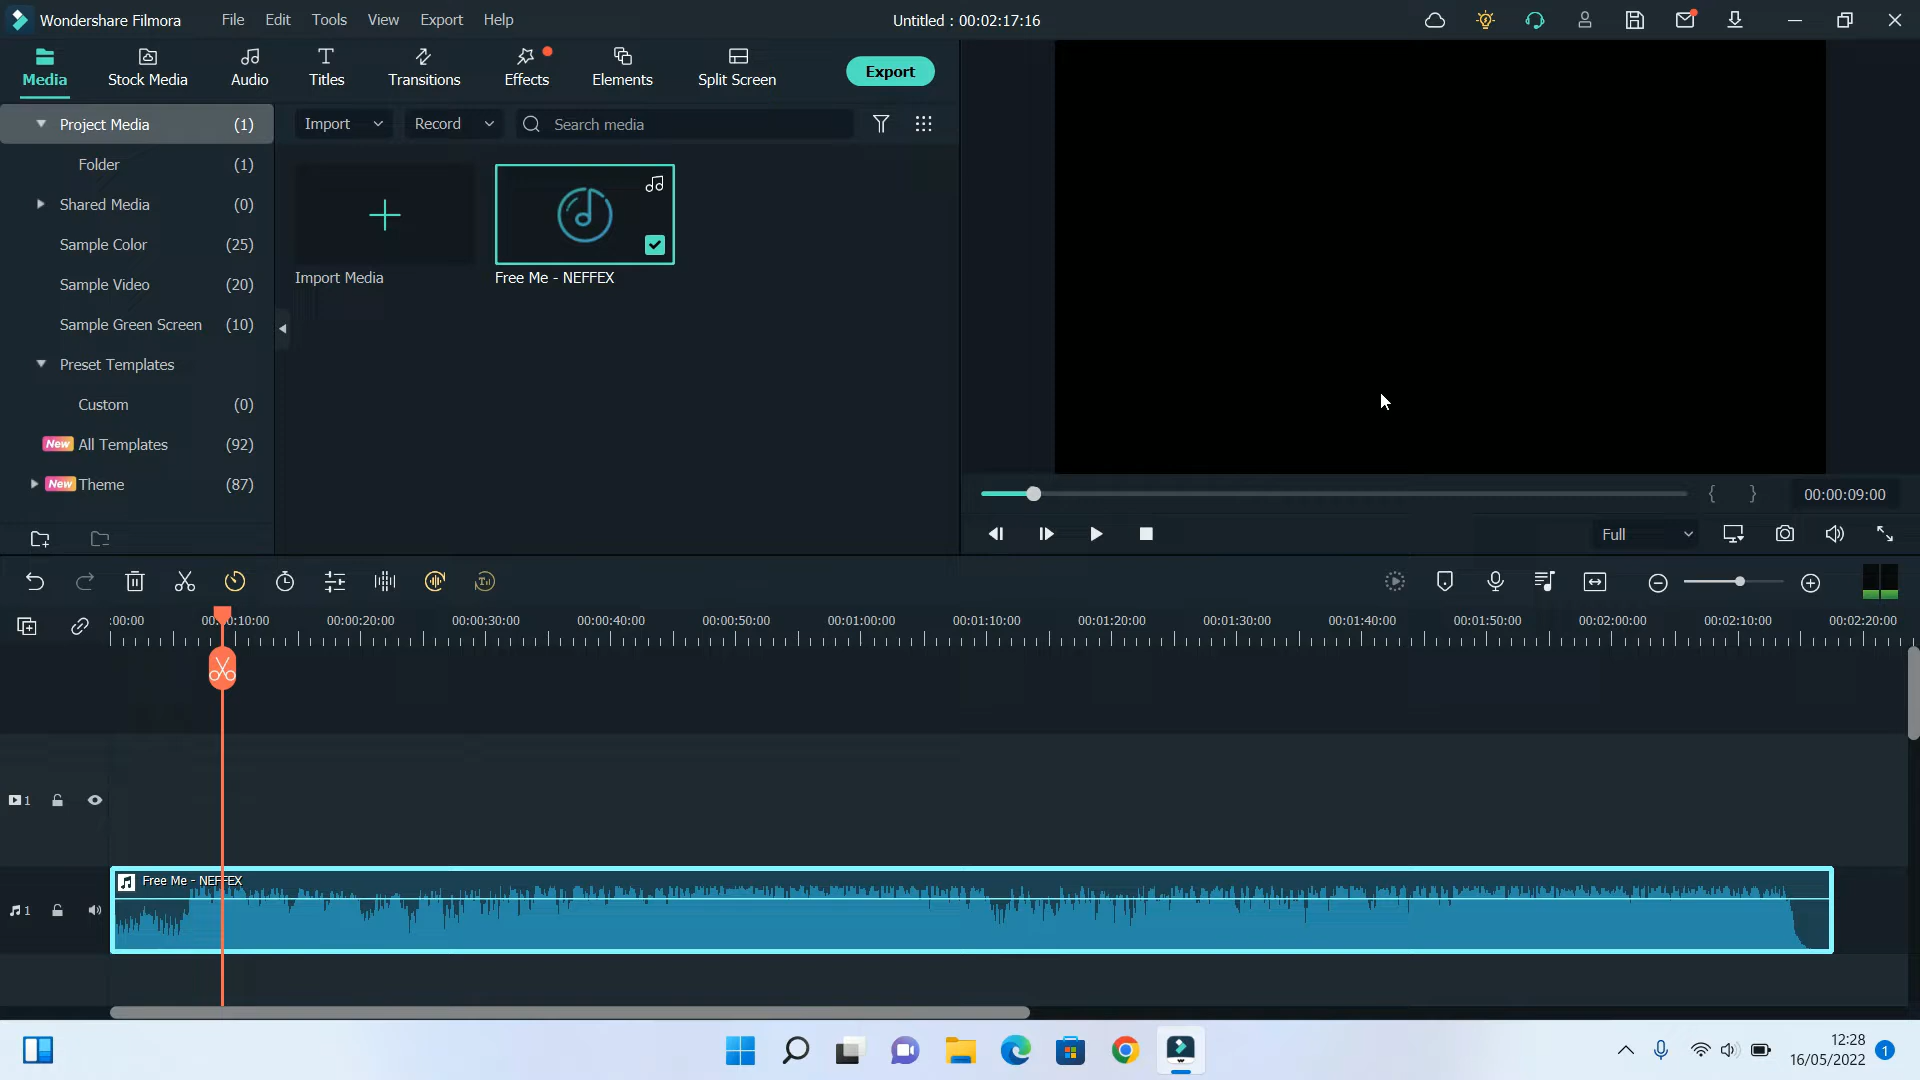 Wondershare Filmora File Edit Tools View Export Help Untitled : 00:02:17:16
Media Stock Media Audio Titles Transitions Effects Elements Split Screen Export
Project Media (1)
Folder (1)
Shared Media (0)
Sample Color (25)
Sample Video (20)
Sample Green Screen (10)
Preset Templates
Custom (0)
New All Templates (92)
New Theme (87)
Import Record Search media
Import Media Free Me - NEFFEX
{ } 00:00:09:00
Full
:00:00 00:00:10:00 00:00:20:00 00:00:30:00 00:00:40:00 00:00:50:00 00:01:00:00 00:01:10:00 00:01:20:00 00:01:30:00 00:01:40:00 00:01:50:00 00:02:00:00 00:02:10:00 00:02:20:00
1
Free Me - NEFFEX
1
12:28
16/05/2022 1